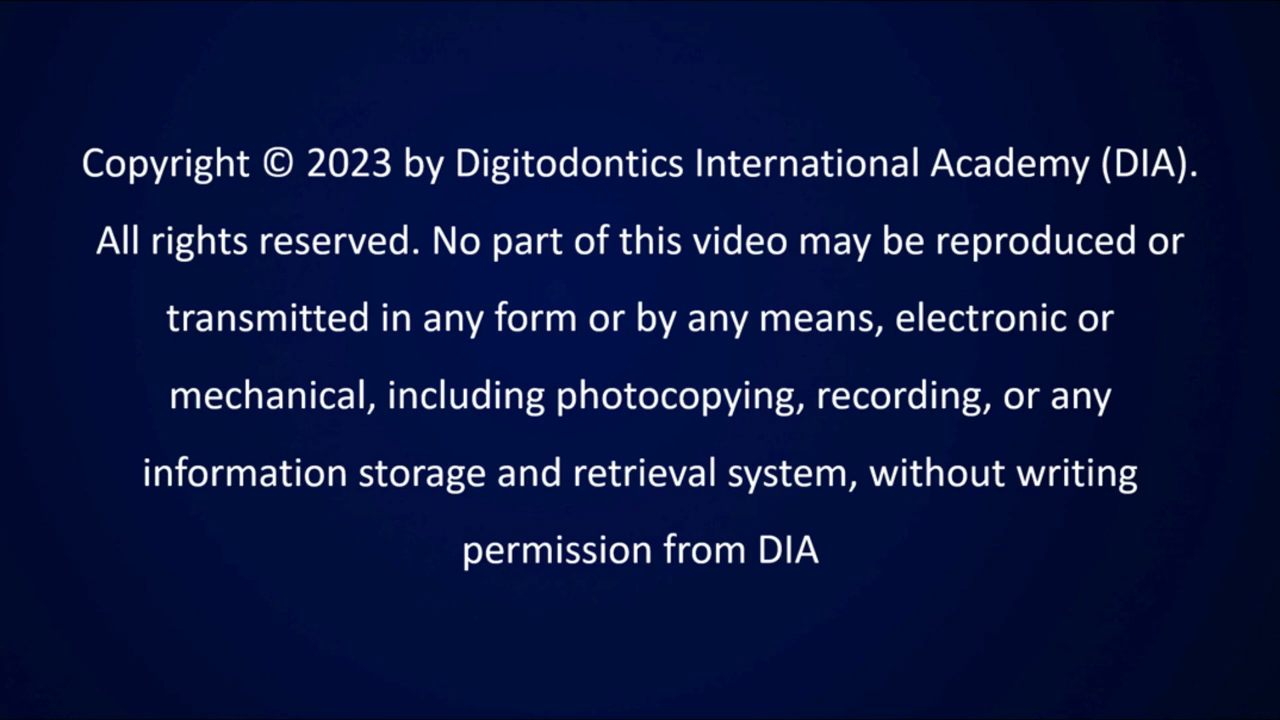 Copyright © 2023 by Digitodontics International Academy (DIA).
All rights reserved. No part of this video may be reproduced or
transmitted in any form or by any means, electronic or
mechanical, including photocopying, recording, or any
information storage and retrieval system, without writing
permission from DIA